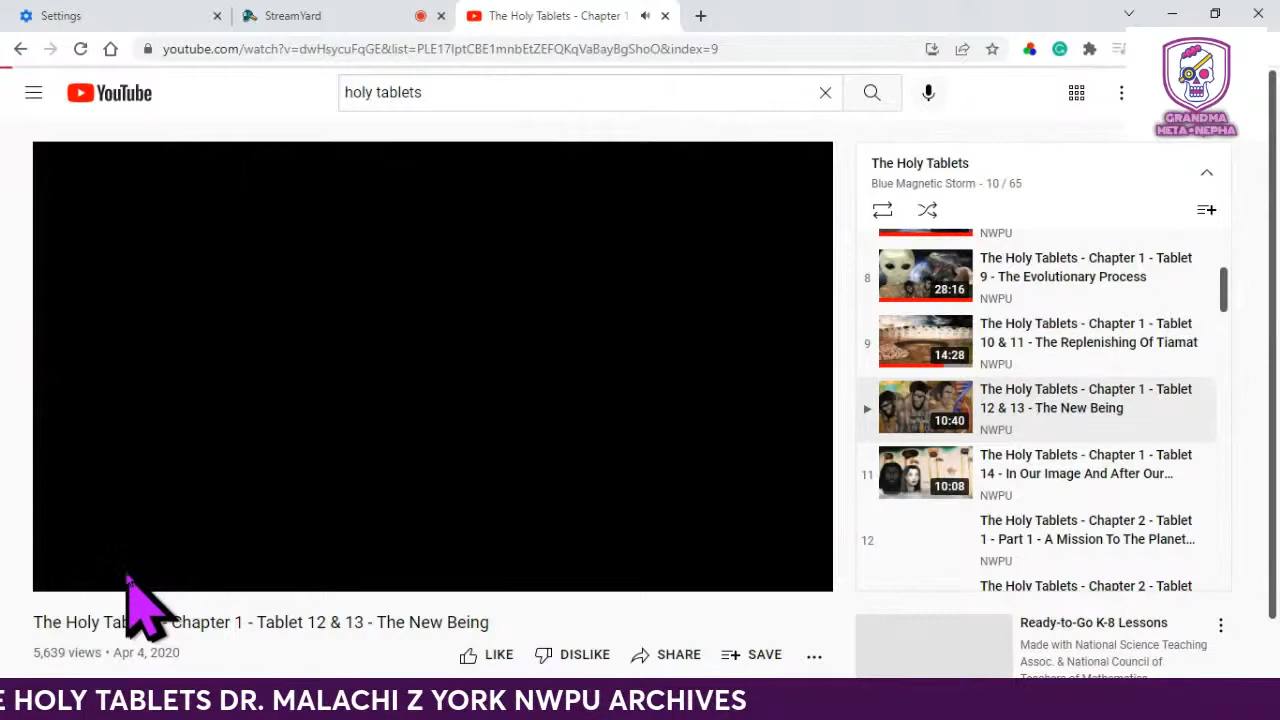 Settings
StreamYard
The Holy Tablets - Chapter 1
youtube.com/watch?v=dwHsycuFqGE&list=PLE17IptCBE1mnbEtZEFQKqVaBayBgShoO&index=9
GRANDMA
META•NEPHA
YouTube
holy tablets
The Holy Tablets
Blue Magnetic Storm - 10 / 65
NWPU
8
28:16
The Holy Tablets - Chapter 1 - Tablet
9 - The Evolutionary Process
NWPU
9
14:28
The Holy Tablets - Chapter 1 - Tablet
10 & 11 - The Replenishing Of Tiamat
NWPU
10:40
The Holy Tablets - Chapter 1 - Tablet
12 & 13 - The New Being
NWPU
11
10:08
The Holy Tablets - Chapter 1 - Tablet
14 - In Our Image And After Our...
NWPU
12
The Holy Tablets - Chapter 2 - Tablet
1 - Part 1 - A Mission To The Planet...
NWPU
The Holy Tablets - Chapter 2 - Tablet
The Holy Tab Chapter 1 - Tablet 12 & 13 - The New Being
5,639 views • Apr 4, 2020
LIKE
DISLIKE
SHARE
SAVE
Ready-to-Go K-8 Lessons
Made with National Science Teaching
Assoc. & National Council of
Teachers of Mathematics
E HOLY TABLETS DR. MALACHI Z YORK NWPU ARCHIVES